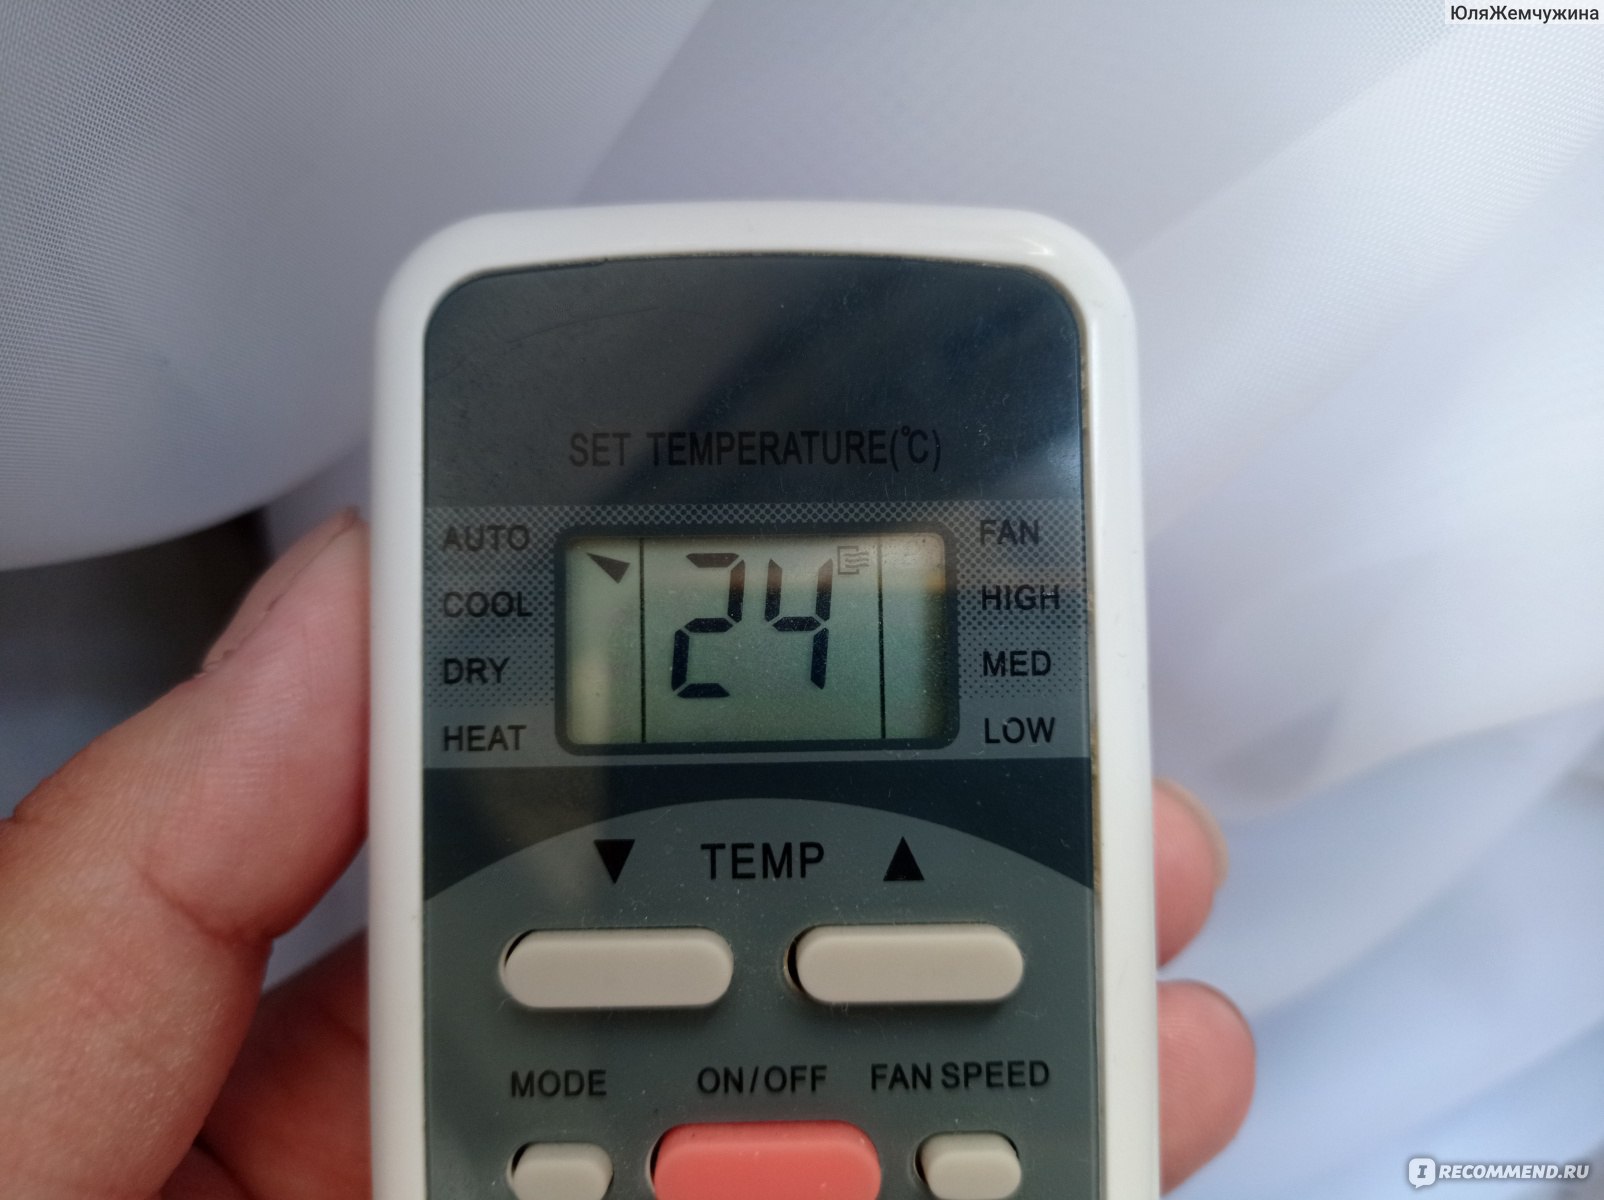 ЮляЖемчужина
SET TEMPERATURE(°C)
AUTO
COOL
DRY
HEAT
24
FAN
HIGH
MED
LOW
▼ TEMP ▲
MODE
ON/OFF
FAN SPEED
IRECOMMEND.RU